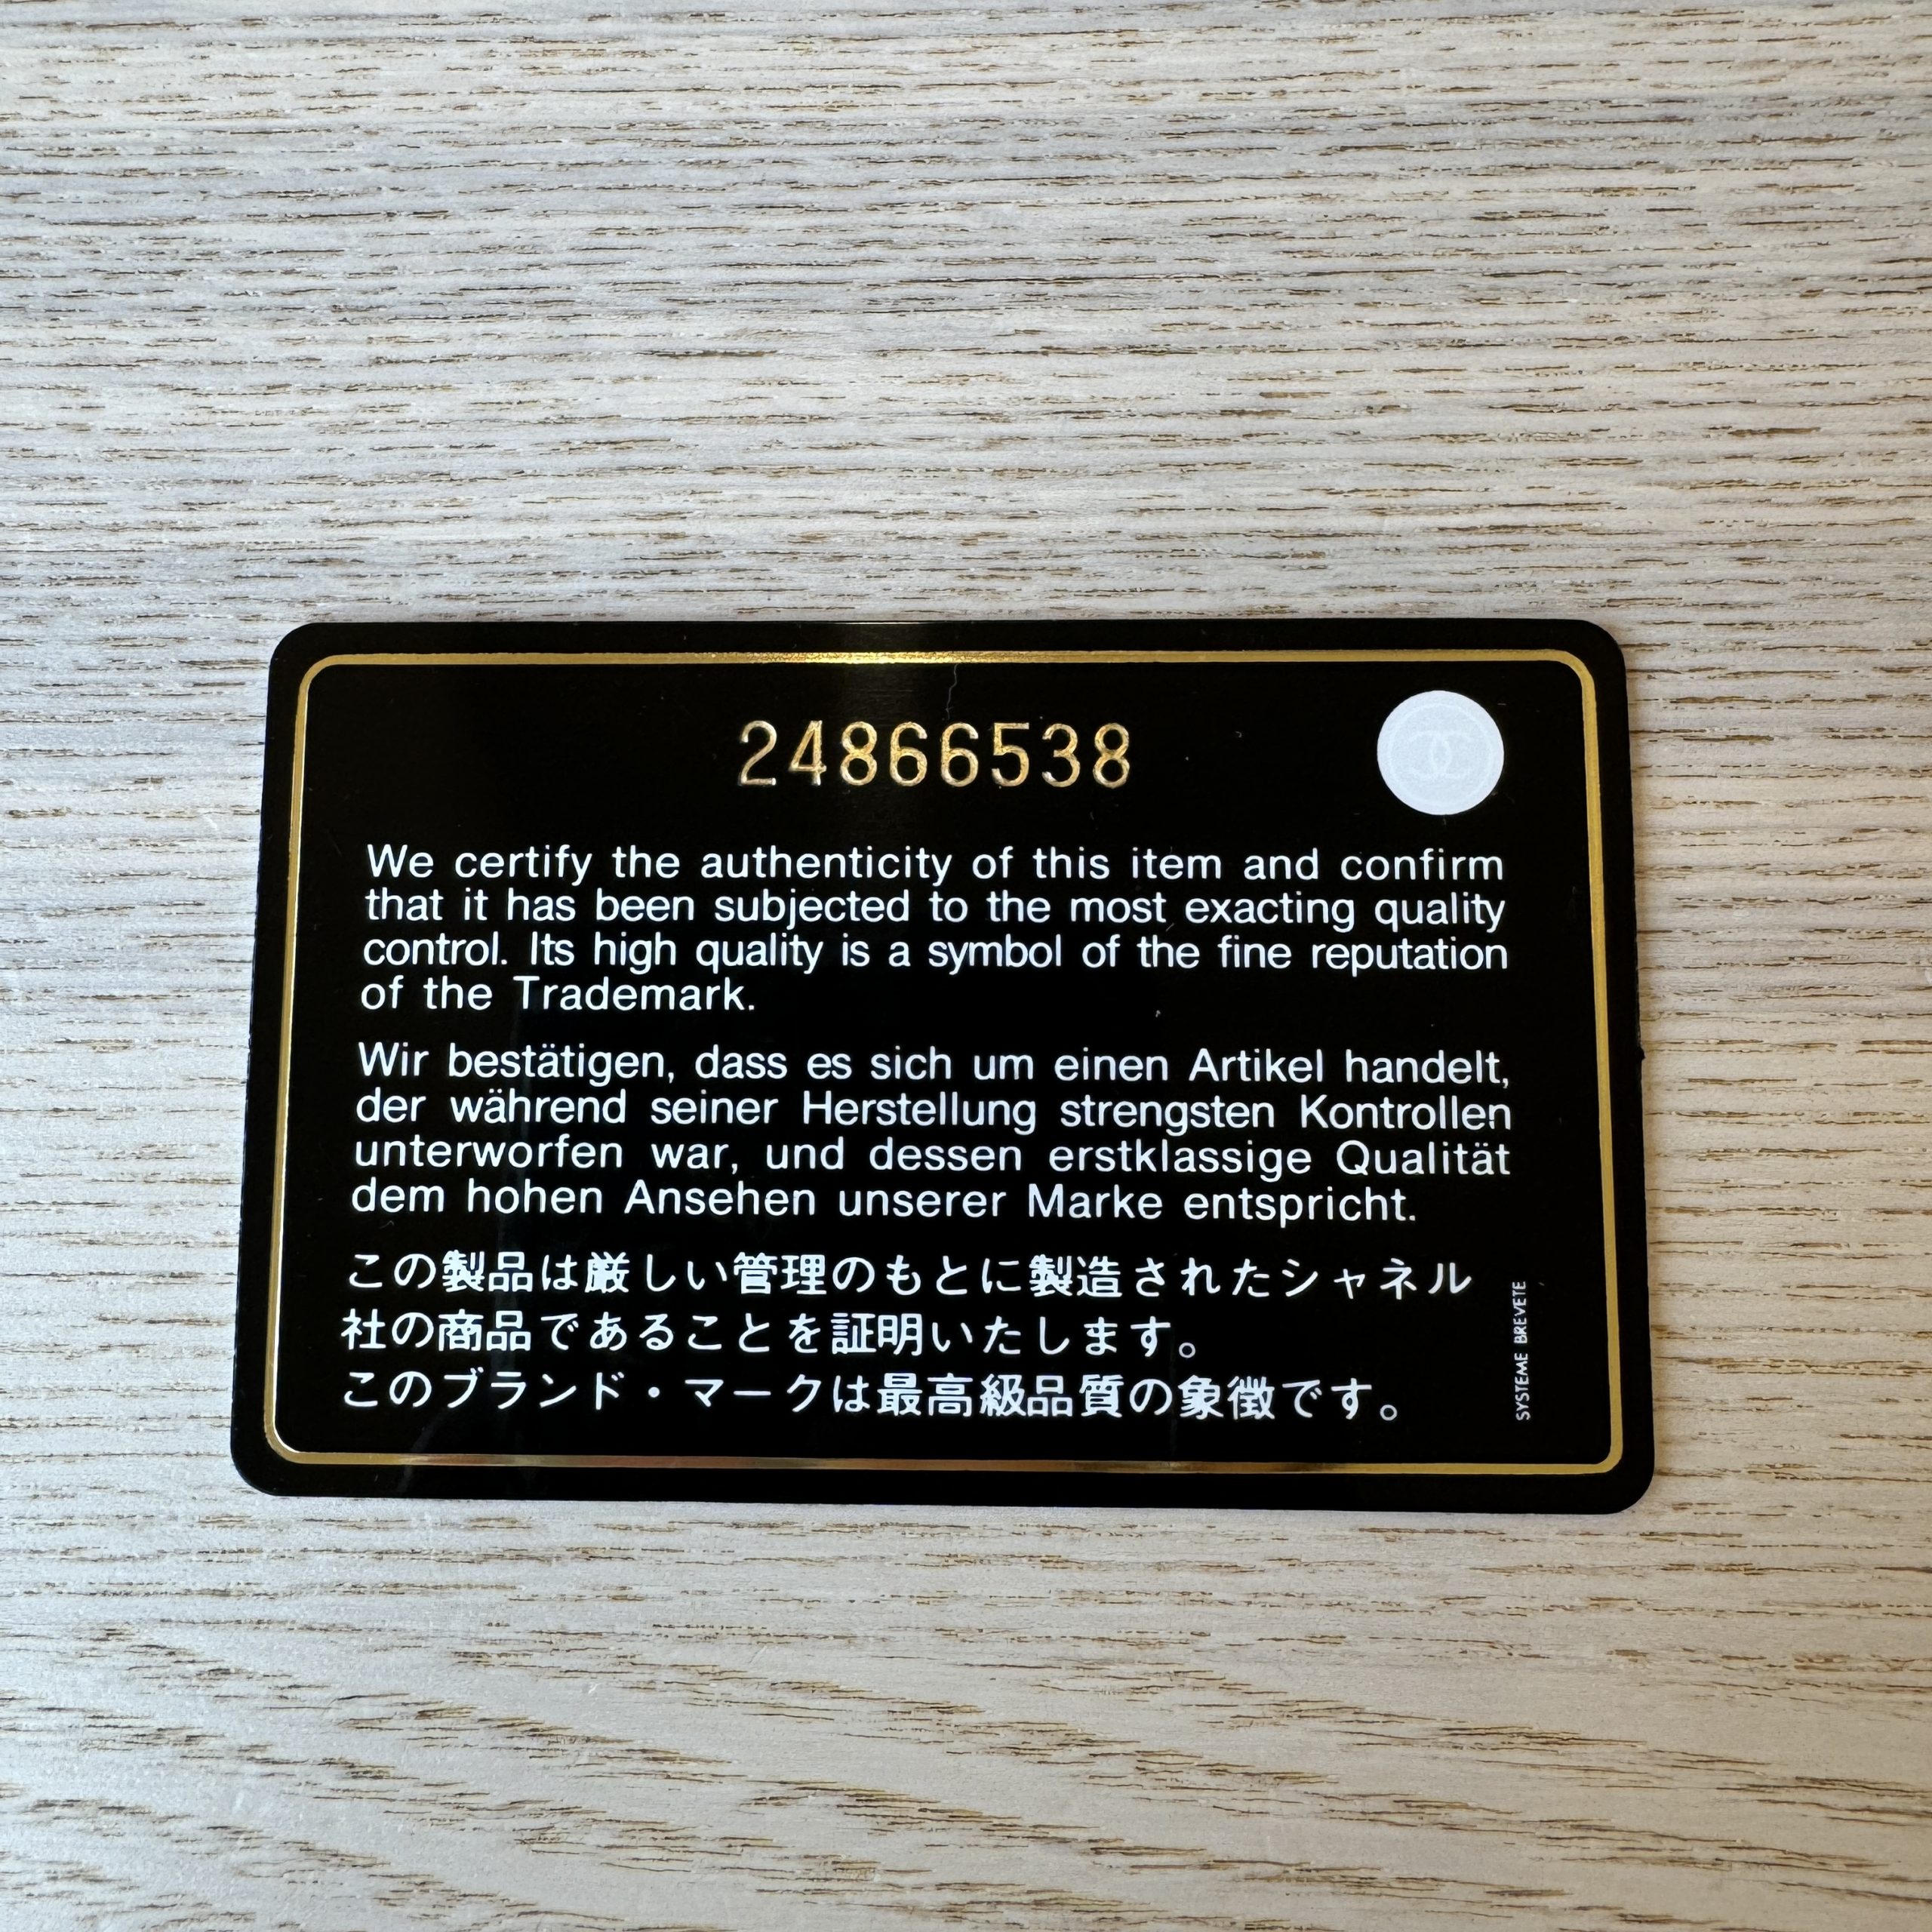 24866538
We certify the authenticity of this item and confirm
that it has been subjected to the most exacting quality
control. Its high quality is a symbol of the fine reputation
of the Trademark.
Wir bestätigen, dass es sich um einen Artikel handelt,
der während seiner Herstellung strengsten Kontrollen
unterworfen war, und dessen erstklassige Qualität
dem hohen Ansehen unserer Marke entspricht.
この製品は厳しい管理のもとに製造されたシャネル
社の商品であることを証明いたします。
このブランド・マークは最高級品質の象徴です。
SYSTEME BREVETE